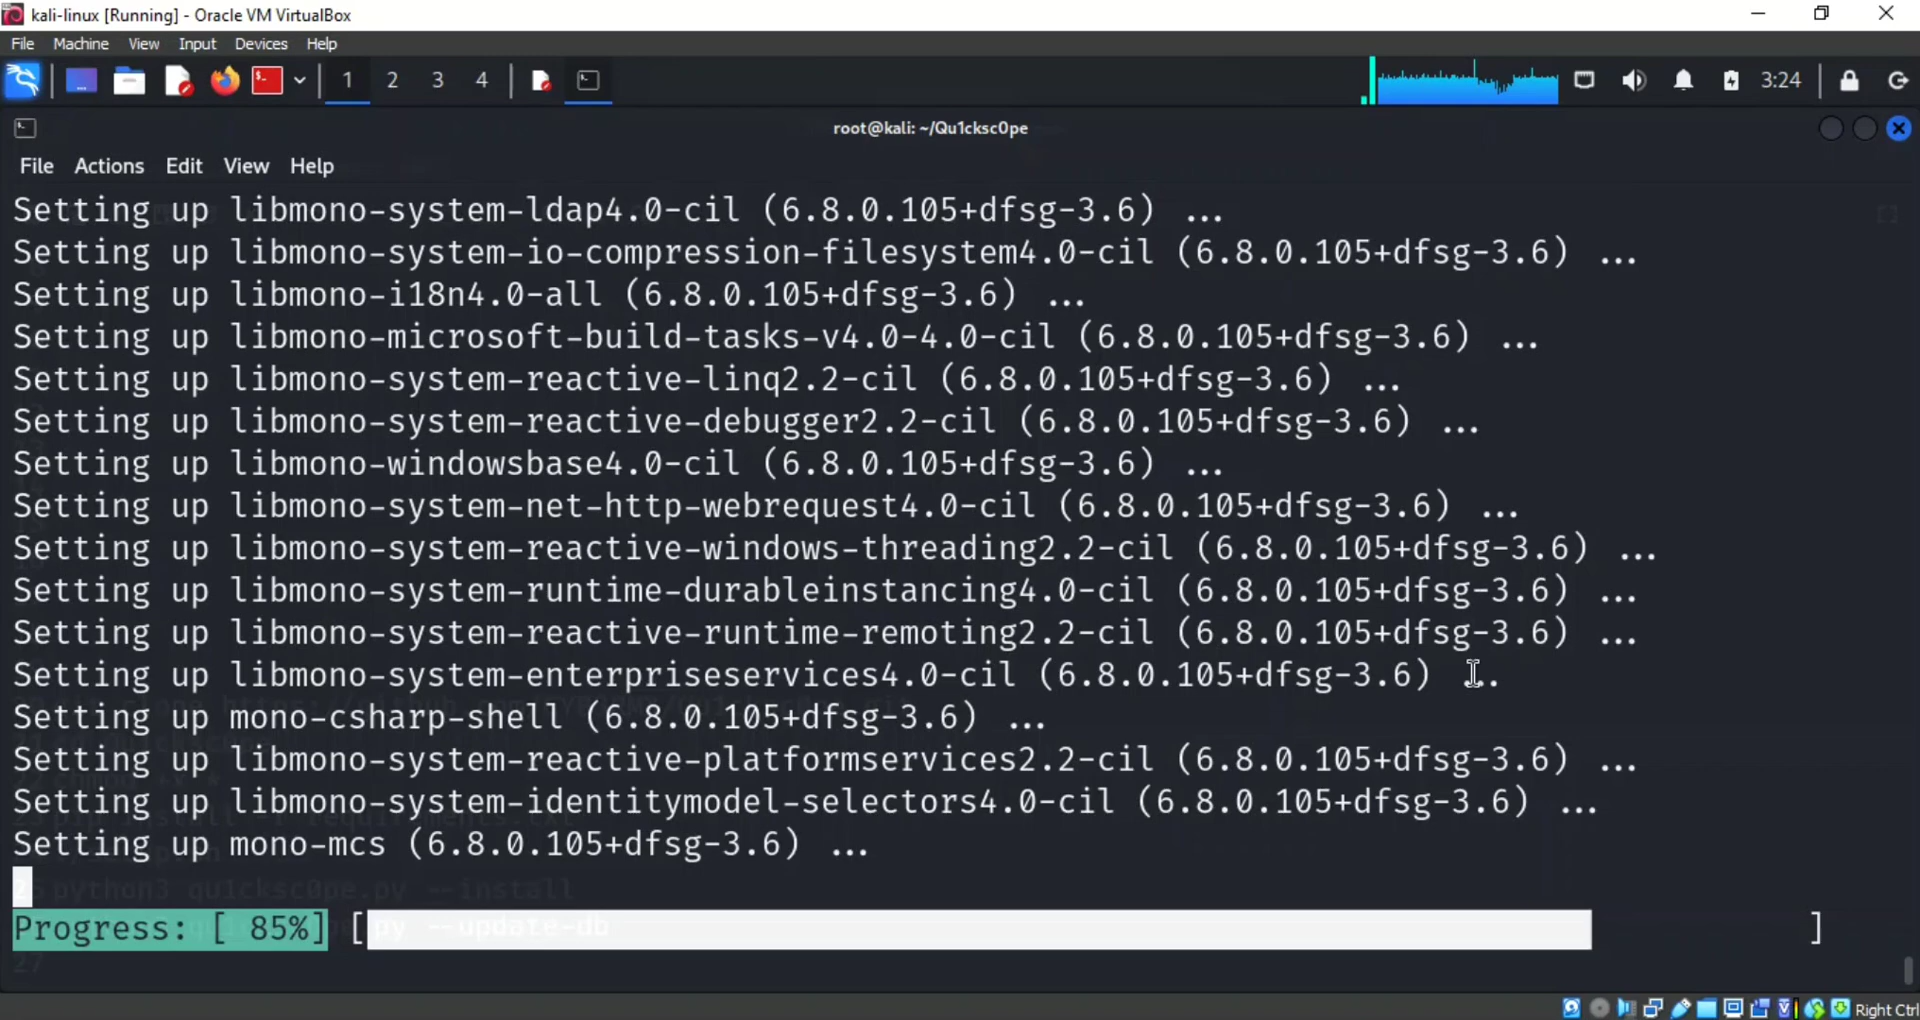 kali-linux [Running] - Oracle VM VirtualBox
File Machine View Input Devices Help
1 2 3 4 3:24
root@kali: ~/Qu1cksc0pe
File Actions Edit View Help
Setting up libmono-system-ldap4.0-cil (6.8.0.105+dfsg-3.6) ...
Setting up libmono-system-io-compression-filesystem4.0-cil (6.8.0.105+dfsg-3.6) ...
Setting up libmono-i18n4.0-all (6.8.0.105+dfsg-3.6) ...
Setting up libmono-microsoft-build-tasks-v4.0-4.0-cil (6.8.0.105+dfsg-3.6) ...
Setting up libmono-system-reactive-linq2.2-cil (6.8.0.105+dfsg-3.6) ...
Setting up libmono-system-reactive-debugger2.2-cil (6.8.0.105+dfsg-3.6) ...
Setting up libmono-windowsbase4.0-cil (6.8.0.105+dfsg-3.6) ...
Setting up libmono-system-net-http-webrequest4.0-cil (6.8.0.105+dfsg-3.6) ...
Setting up libmono-system-reactive-windows-threading2.2-cil (6.8.0.105+dfsg-3.6) ...
Setting up libmono-system-runtime-durableinstancing4.0-cil (6.8.0.105+dfsg-3.6) ...
Setting up libmono-system-reactive-runtime-remoting2.2-cil (6.8.0.105+dfsg-3.6) ...
Setting up libmono-system-enterpriseservices4.0-cil (6.8.0.105+dfsg-3.6) ...
Setting up mono-csharp-shell (6.8.0.105+dfsg-3.6) ...
Setting up libmono-system-reactive-platformservices2.2-cil (6.8.0.105+dfsg-3.6) ...
Setting up libmono-system-identitymodel-selectors4.0-cil (6.8.0.105+dfsg-3.6) ...
Setting up mono-mcs (6.8.0.105+dfsg-3.6) ...
python3 qu1cksc0pe.py --install
Progress: [ 85%] [py --update-db ]
27
Right Ctrl